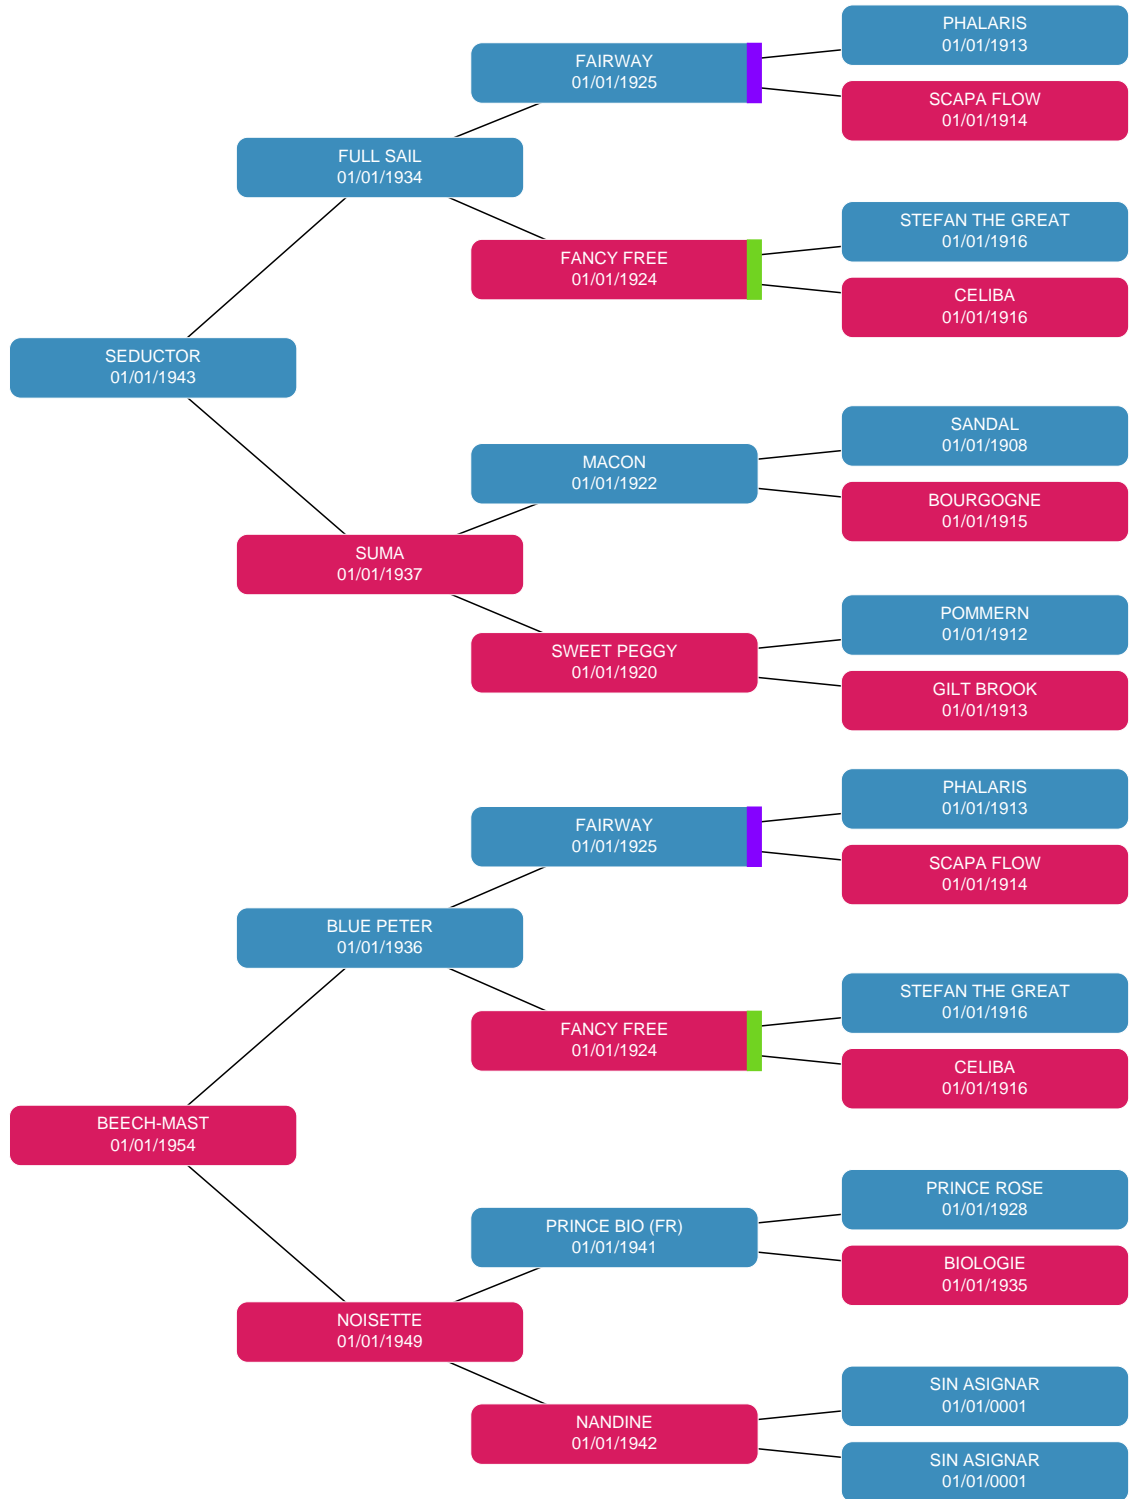 PHALARIS
01/01/1913
FAIRWAY
01/01/1925
SCAPA FLOW
01/01/1914
FULL SAIL
01/01/1934
STEFAN THE GREAT
01/01/1916
FANCY FREE
01/01/1924
CELIBA
01/01/1916
SEDUCTOR
01/01/1943
SANDAL
01/01/1908
MACON
01/01/1922
BOURGOGNE
01/01/1915
SUMA
01/01/1937
POMMERN
01/01/1912
SWEET PEGGY
01/01/1920
GILT BROOK
01/01/1913
PHALARIS
01/01/1913
FAIRWAY
01/01/1925
SCAPA FLOW
01/01/1914
BLUE PETER
01/01/1936
STEFAN THE GREAT
01/01/1916
FANCY FREE
01/01/1924
CELIBA
01/01/1916
BEECH-MAST
01/01/1954
PRINCE ROSE
01/01/1928
PRINCE BIO (FR)
01/01/1941
BIOLOGIE
01/01/1935
NOISETTE
01/01/1949
SIN ASIGNAR
01/01/0001
NANDINE
01/01/1942
SIN ASIGNAR
01/01/0001